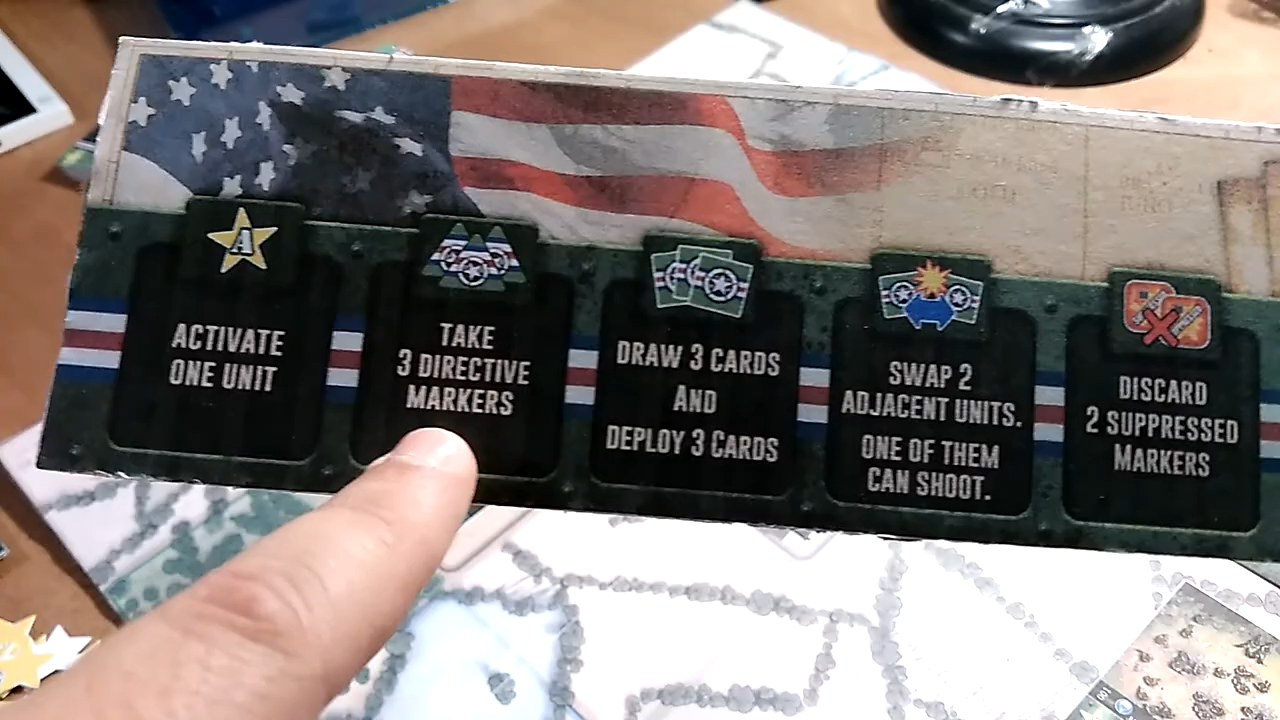 A
ACTIVATE
ONE UNIT
TAKE
3 DIRECTIVE
MARKERS
DRAW 3 CARDS
AND
DEPLOY 3 CARDS
SWAP 2
ADJACENT UNITS.
ONE OF THEM
CAN SHOOT.
DISCARD
2 SUPPRESSED
MARKERS